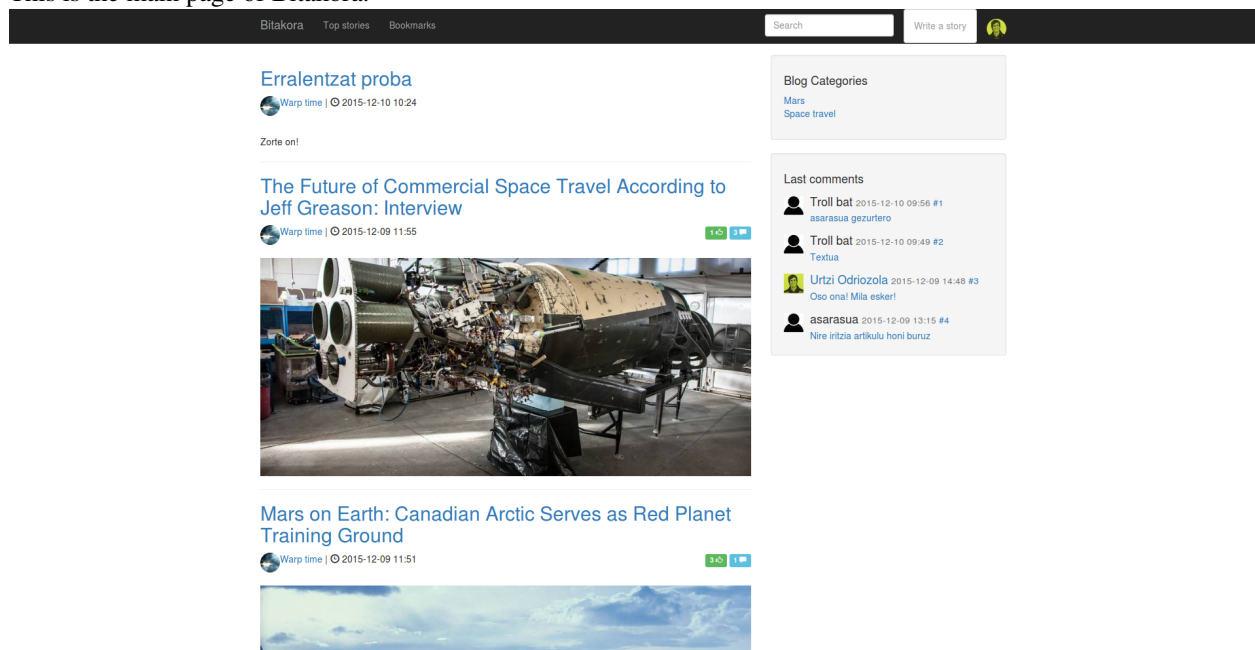 This is the main page of Bitakora.
Bitakora Top stories Bookmarks Search Write a story
Erralentzat proba
Warp time | 2015-12-10 10:24
Zorte on!
The Future of Commercial Space Travel According to
Jeff Greason: Interview
Warp time | 2015-12-09 11:55 1 3
Mars on Earth: Canadian Arctic Serves as Red Planet
Training Ground
Warp time | 2015-12-09 11:51 3 1
Blog Categories
Mars
Space travel
Last comments
Troll bat 2015-12-10 09:56 #1
asarasua gezurtero
Troll bat 2015-12-10 09:49 #2
Textua
Urtzi Odriozola 2015-12-09 14:48 #3
Oso ona! Mila esker!
asarasua 2015-12-09 13:15 #4
Nire iritzia artikulu honi buruz